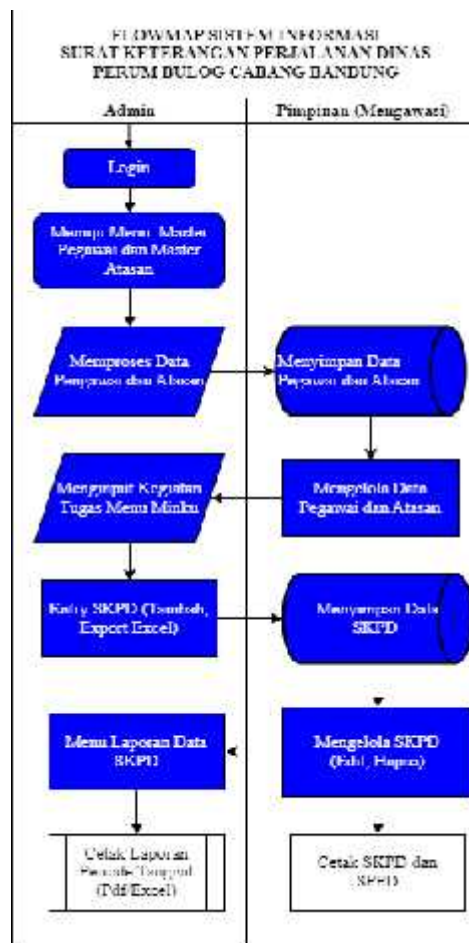 FLOWMAP SISTEM INFORMASI
SURAT KETERANGAN PERJALANAN DINAS
PERUM BULOG CABANG BANDUNG
Admin
Pimpinan (Mengawasi)
Login
Menu Master
Pegawai dan Master
Atasan
Memproses Data
Pengawai dan Atasan
Menyimpan Data
Pegawai dan Atasan
Menginput Kegiatan
Tugas Menu
Mengelola Data
Pegawai dan Atasan
Entry SKPD (Tambah,
Export Excel)
Menyimpan Data
SKPD
Menu Laporan Data
SKPD
Mengelola SKPD
(Edit, Hapus)
Cetak Laporan
Periode Tanggal
(Pdf/Excel)
Cetak SKPD dan
SPPD